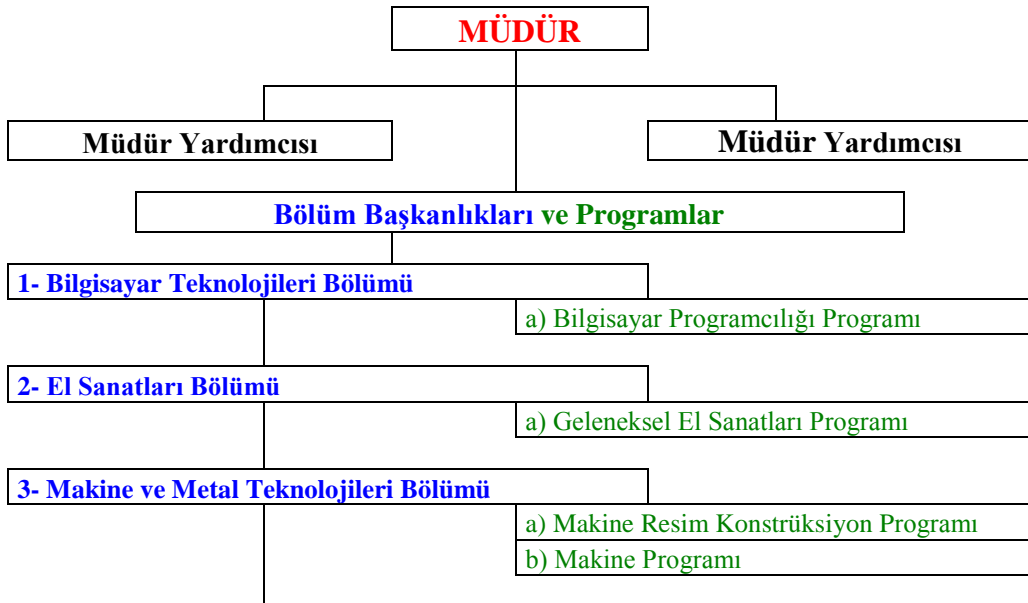 MÜDÜR
Müdür Yardımcısı
Müdür Yardımcısı
Bölüm Başkanlıkları ve Programlar
1- Bilgisayar Teknolojileri Bölümü
a) Bilgisayar Programcılığı Programı
2- El Sanatları Bölümü
a) Geleneksel El Sanatları Programı
3- Makine ve Metal Teknolojileri Bölümü
a) Makine Resim Konstrüksiyon Programı
b) Makine Programı